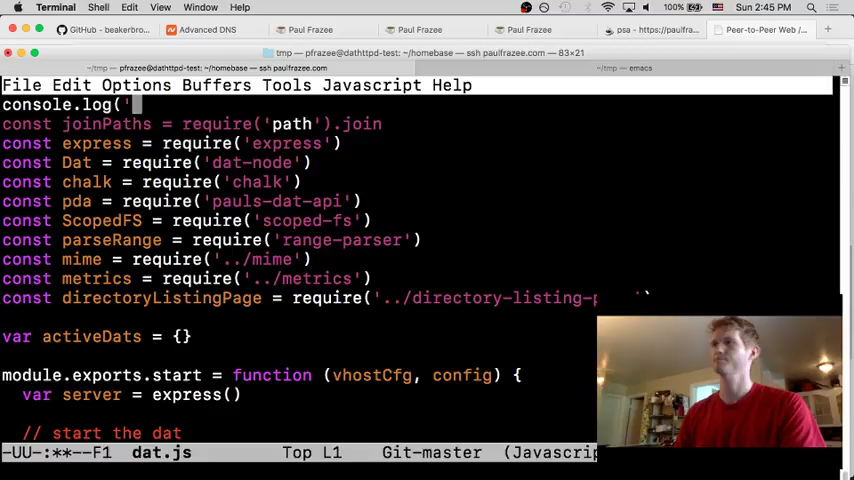 Terminal Shell Edit View Window Help 100% Sun 2:45 PM
GitHub - beakerbro... Advanced DNS Paul Frazee Paul Frazee Paul Frazee psa - https://paulfraz... Peer-to-Peer Web /...
tmp — pfrazee@dathttpd-test: ~/homebase — ssh paulfrazee.com — 83×21
~/tmp — pfrazee@dathttpd-test: ~/homebase — ssh paulfrazee.com ~/tmp — emacs
File Edit Options Buffers Tools Javascript Help
console.log('
const joinPaths = require('path').join
const express = require('express')
const Dat = require('dat-node')
const chalk = require('chalk')
const pda = require('pauls-dat-api')
const ScopedFS = require('scoped-fs')
const parseRange = require('range-parser')
const mime = require('../mime')
const metrics = require('../metrics')
const directoryListingPage = require('../directory-listing-p
var activeDats = {}
module.exports.start = function (vhostCfg, config) {
var server = express()
// start the dat
-UU-:**--F1 dat.js Top L1 Git-master (Javascrip